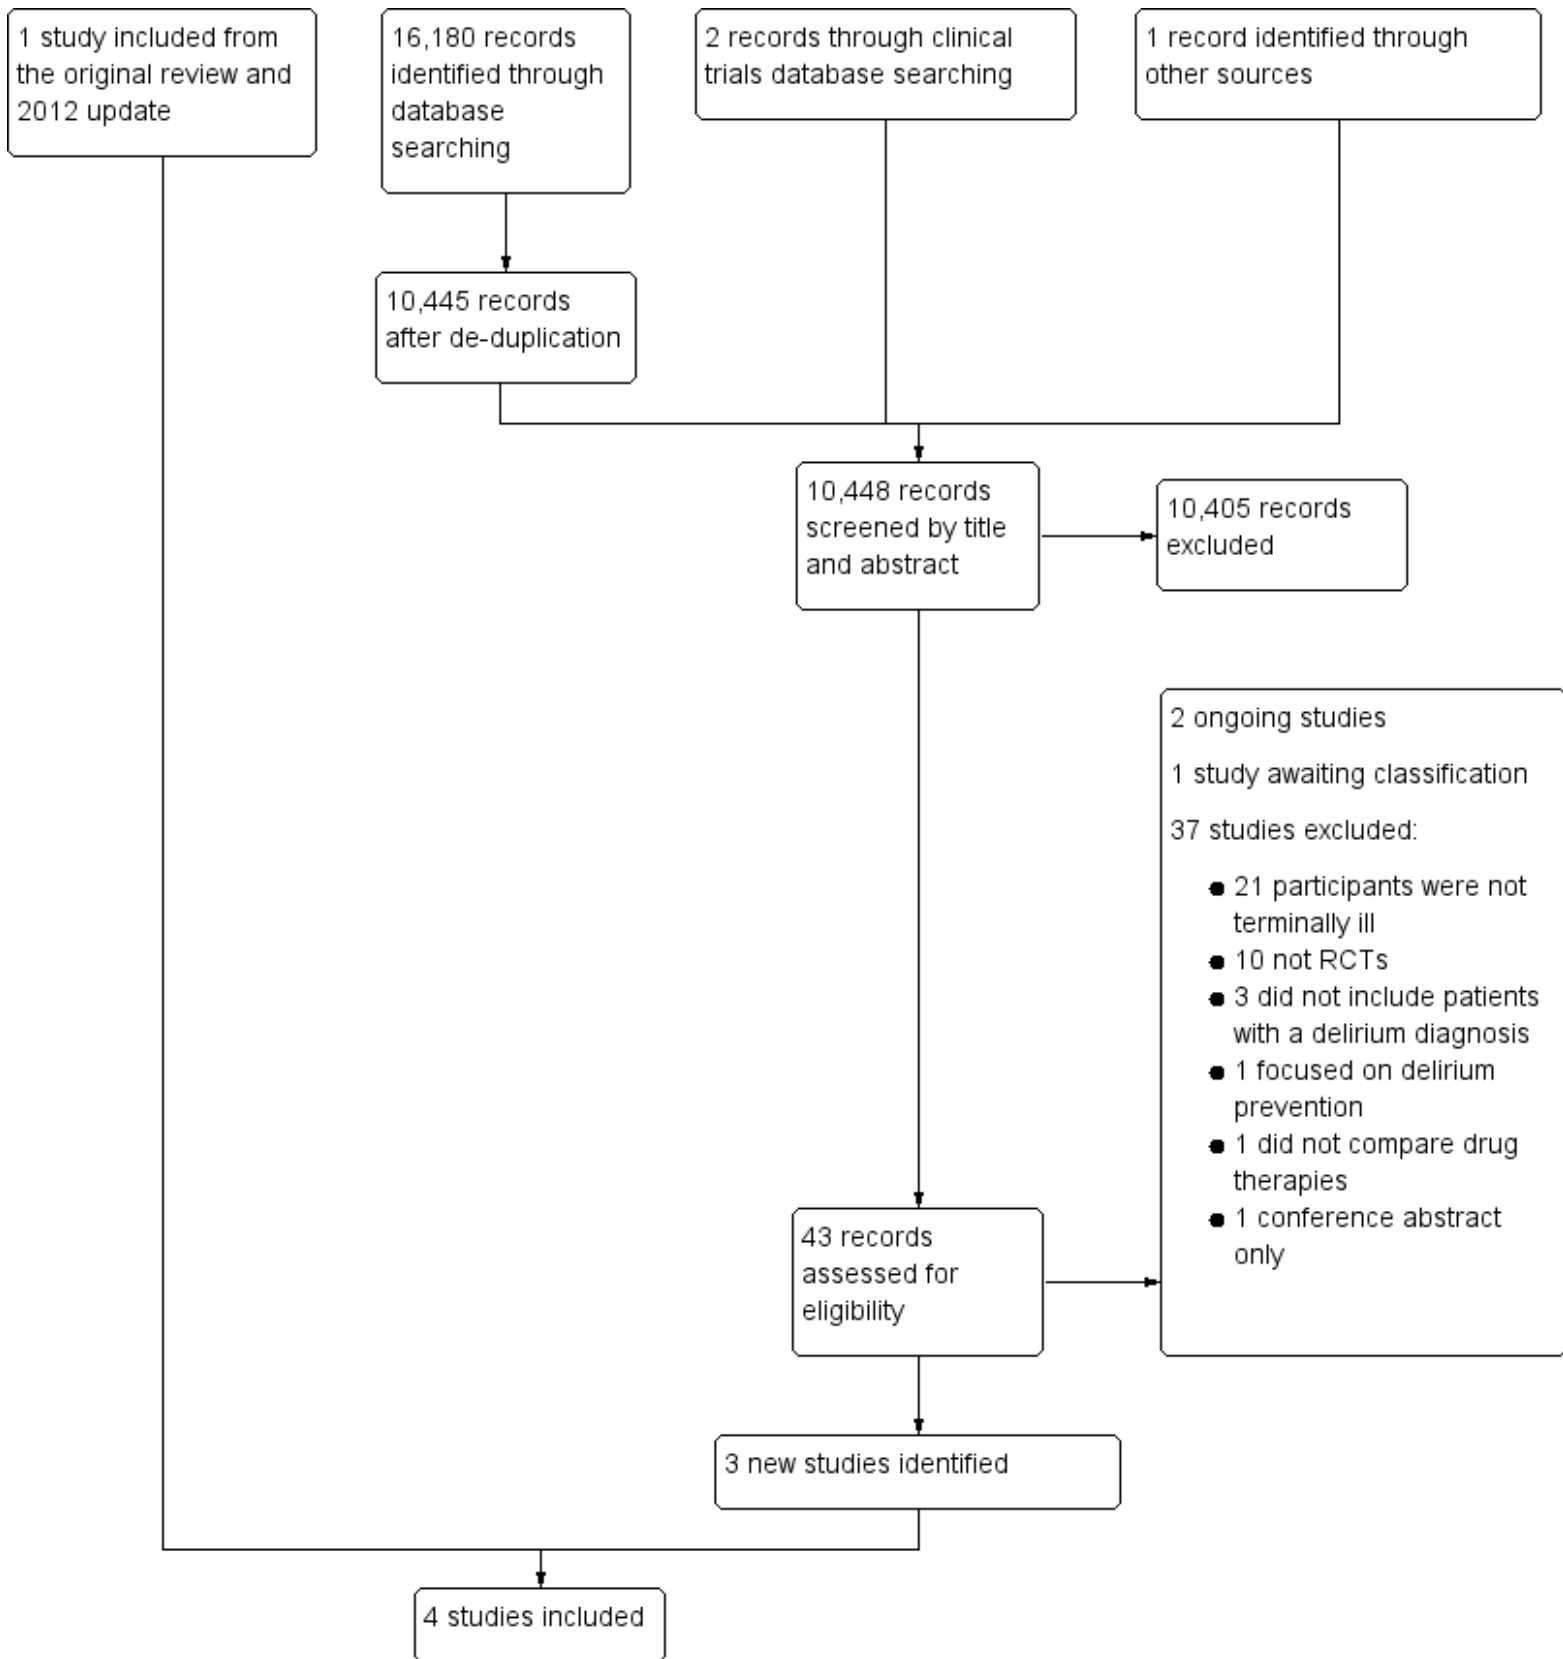 1 study included from
the original review and
2012 update
16,180 records
identified through
database
searching
2 records through clinical
trials database searching
1 record identified through
other sources
10,445 records
after de-duplication
10,448 records
screened by title
and abstract
10,405 records
excluded
2 ongoing studies
1 study awaiting classification
37 studies excluded:
● 21 participants were not
terminally ill
● 10 not RCTs
● 3 did not include patients
with a delirium diagnosis
● 1 focused on delirium
prevention
● 1 did not compare drug
therapies
● 1 conference abstract
only
43 records
assessed for
eligibility
3 new studies identified
4 studies included